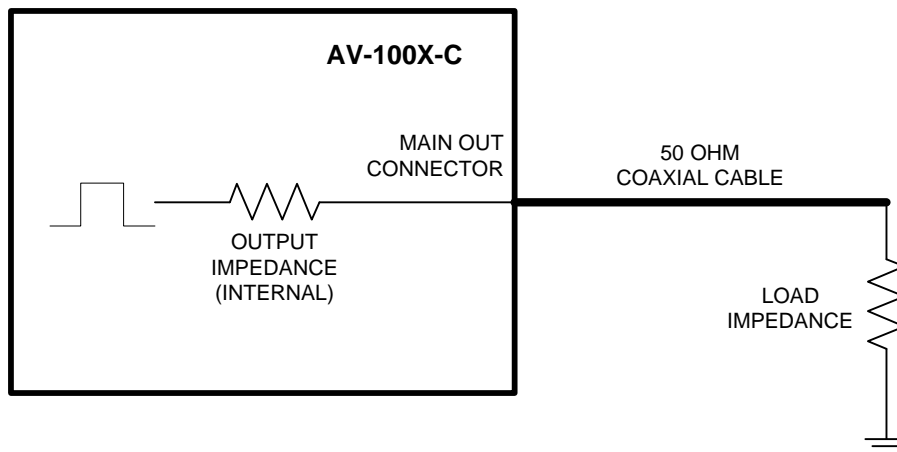 AV-100X-C
MAIN OUT
CONNECTOR
50 OHM
COAXIAL CABLE
OUTPUT
IMPEDANCE
(INTERNAL)
LOAD
IMPEDANCE